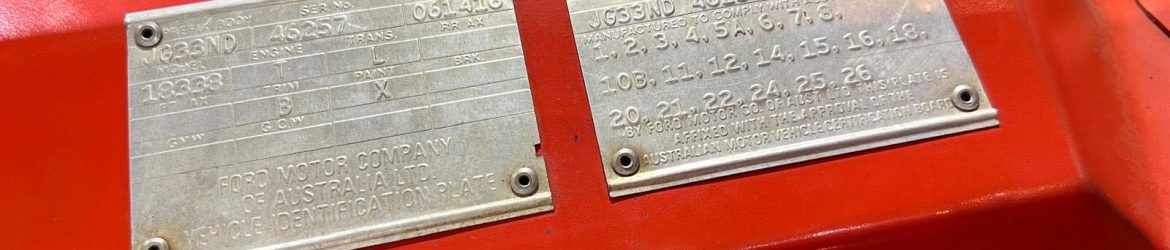 BODY SER. No.
JG33ND 46257 061416
MODEL ENGINE TRANS. RR AX
18338 T L
TRIM PAINT BRK.
B X
G.V.W. G.C.W.
FORD MOTOR COMPANY
OF AUSTRALIA LTD.
VEHICLE IDENTIFICATION PLATE
JG33ND
MANUFACTURED TO COMPLY WITH
1, 2, 3, 4, 5A, 6, 7, 8,
10B, 11, 12, 14, 15, 16, 18,
20, 21, 22, 24, 25, 26
BY FORD MOTOR CO. OF AUST. THIS PLATE IS
AFFIXED WITH THE APPROVAL OF THE
AUSTRALIAN MOTOR VEHICLE CERTIFICATION BOARD